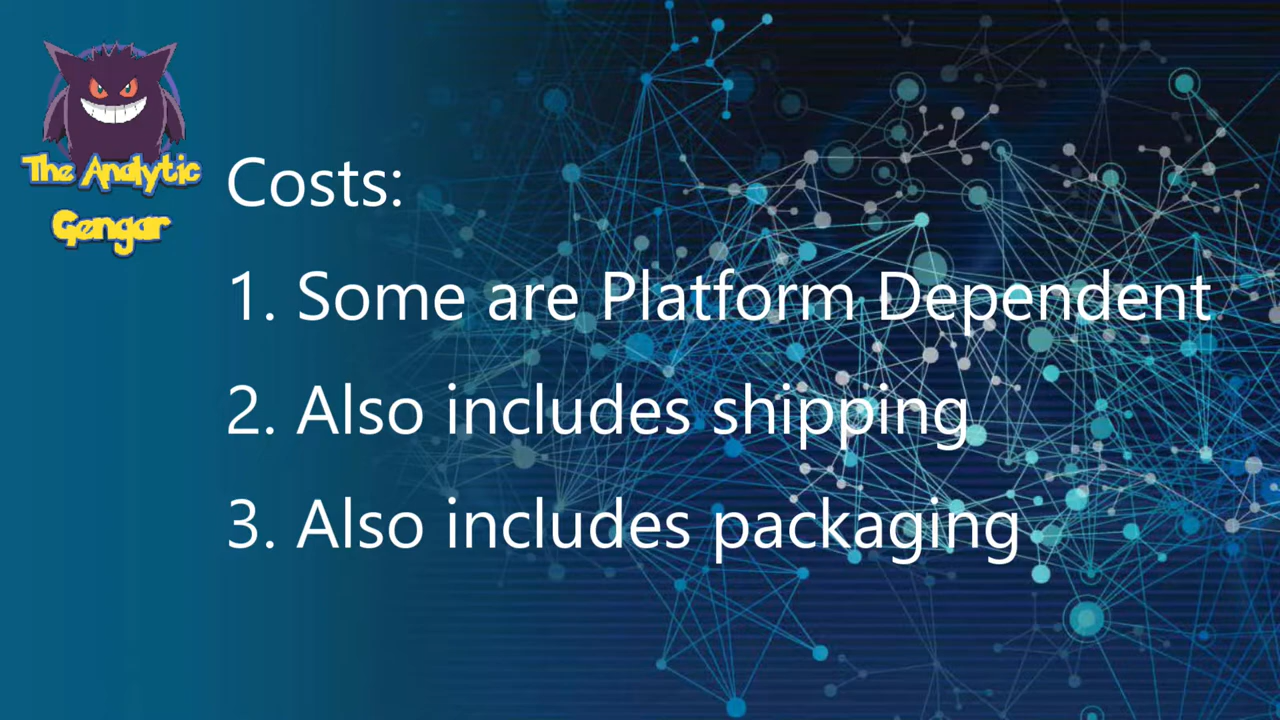 The Analytic
Gengar
Costs:
1. Some are Platform Dependent
2. Also includes shipping
3. Also includes packaging